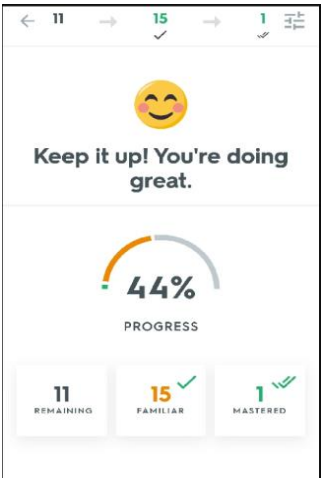 11 15 1
Keep it up! You're doing
great.
44%
PROGRESS
11 15 1
REMAINING FAMILIAR MASTERED